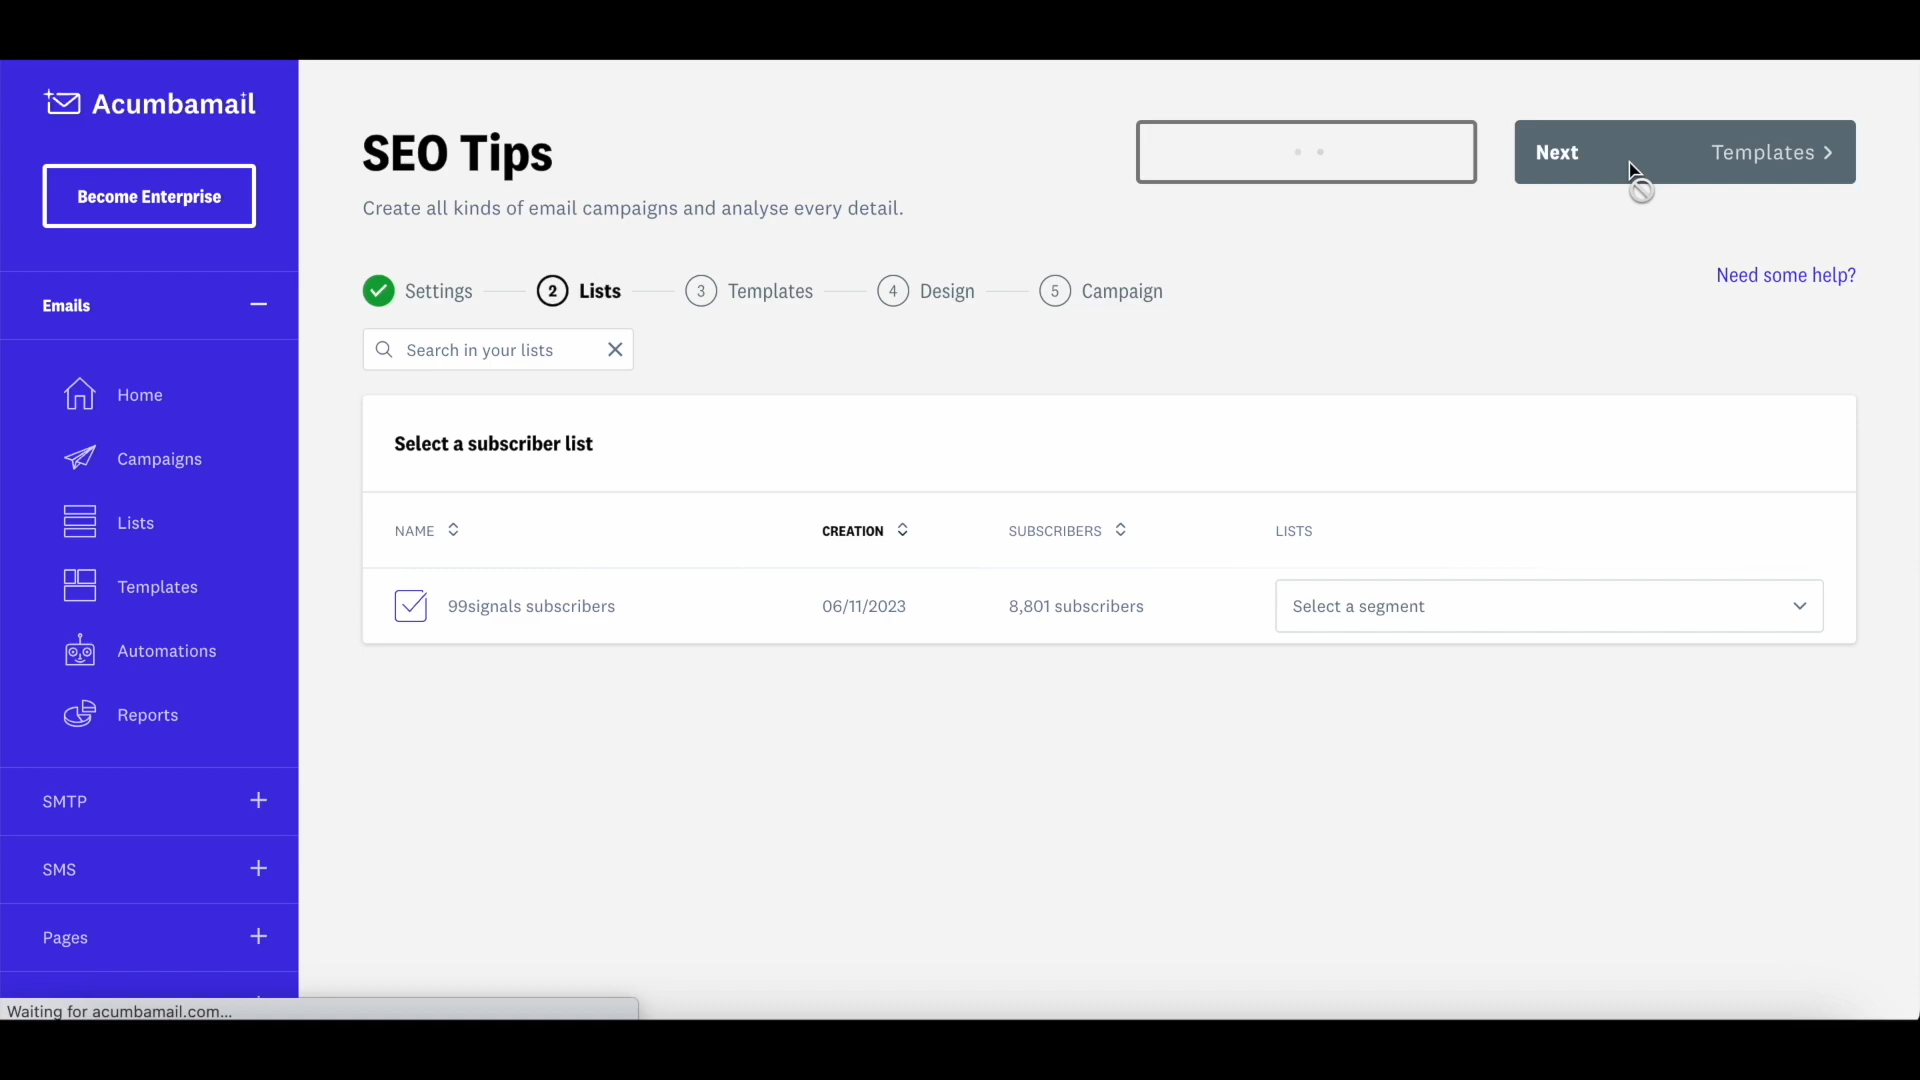 Acumbamail
Become Enterprise
Emails
Home
Campaigns
Lists
Templates
Automations
Reports
SMTP
SMS
Pages
SEO Tips
Create all kinds of email campaigns and analyse every detail.
Next Templates
Need some help?
Settings 2 Lists 3 Templates 4 Design 5 Campaign
Search in your lists
Select a subscriber list
NAME CREATION SUBSCRIBERS LISTS
99signals subscribers 06/11/2023 8,801 subscribers Select a segment
Waiting for acumbamail.com...